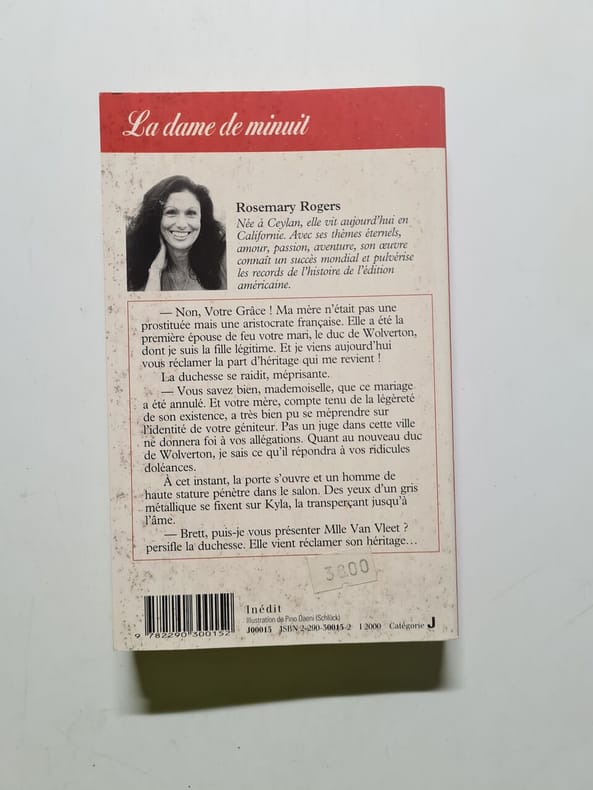 La dame de minuit
Rosemary Rogers
Née à Ceylan, elle vit aujourd'hui en
Californie. Avec ses thèmes éternels,
amour, passion, aventure, son œuvre
connaît un succès mondial et pulvérise
les records de l'histoire de l'édition
américaine.
— Non, Votre Grâce ! Ma mère n'était pas une
prostituée mais une aristocrate française. Elle a été la
première épouse de feu votre mari, le duc de Wolverton,
dont je suis la fille légitime. Et je viens aujourd'hui
vous réclamer la part d'héritage qui me revient !
La duchesse se raidit, méprisante.
— Vous savez bien, mademoiselle, que ce mariage
a été annulé. Et votre mère, compte tenu de la légèreté
de son existence, a très bien pu se méprendre sur
l'identité de votre géniteur. Pas un juge dans cette ville
ne donnera foi à vos allégations. Quant au nouveau duc
de Wolverton, je sais ce qu'il répondra à vos ridicules
doléances.
À cet instant, la porte s'ouvre et un homme de
haute stature pénètre dans le salon. Des yeux d'un gris
métallique se fixent sur Kyla, la transperçant jusqu'à
l'âme.
— Brett, puis-je vous présenter Mlle Van Vleet ?
persifle la duchesse. Elle vient réclamer son héritage…
3800
Inédit
Illustration de Pino Daeni (Schlück)
J00015 ISBN 2-290-30015-2 1 2000 Catégorie J
9 782290 300152